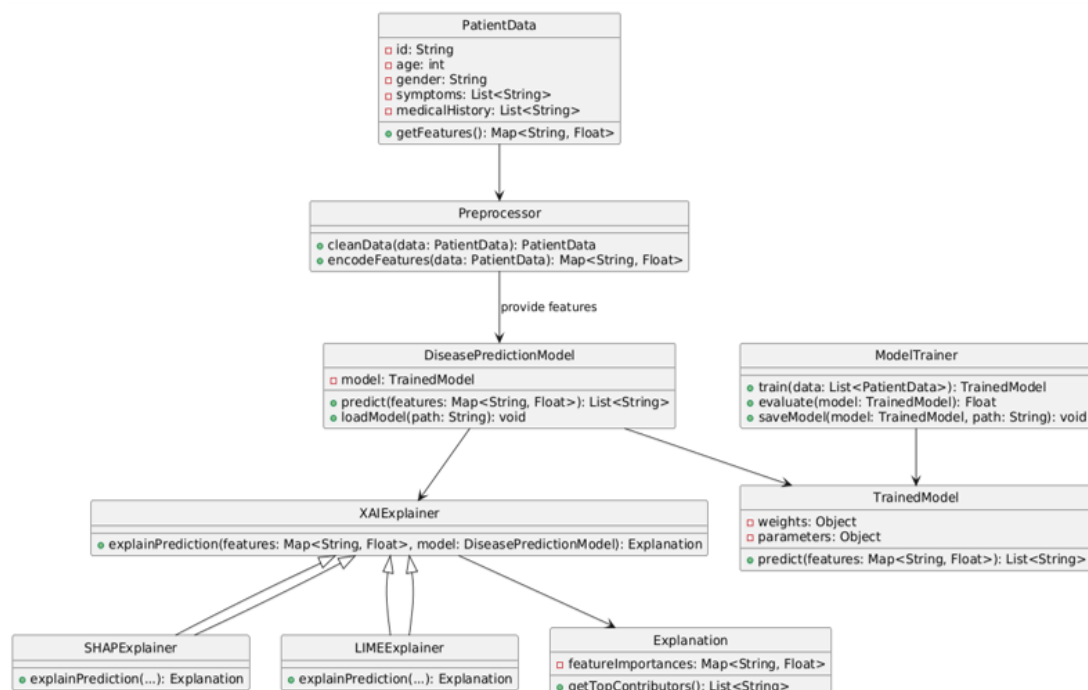 PatientData
id: String
age: int
gender: String
symptoms: List<String>
medicalHistory: List<String>
getFeatures(): Map<String, Float>
Preprocessor
cleanData(data: PatientData): PatientData
encodeFeatures(data: PatientData): Map<String, Float>
provide features
DiseasePredictionModel
model: TrainedModel
predict(features: Map<String, Float>): List<String>
loadModel(path: String): void
ModelTrainer
train(data: List<PatientData>): TrainedModel
evaluate(model: TrainedModel): Float
saveModel(model: TrainedModel, path: String): void
XAIExplainer
explainPrediction(features: Map<String, Float>, model: DiseasePredictionModel): Explanation
TrainedModel
weights: Object
parameters: Object
predict(features: Map<String, Float>): List<String>
SHAPExplainer
explainPrediction(...): Explanation
LIMEExplainer
explainPrediction(...): Explanation
Explanation
featureImportances: Map<String, Float>
getTopContributors(): List<String>